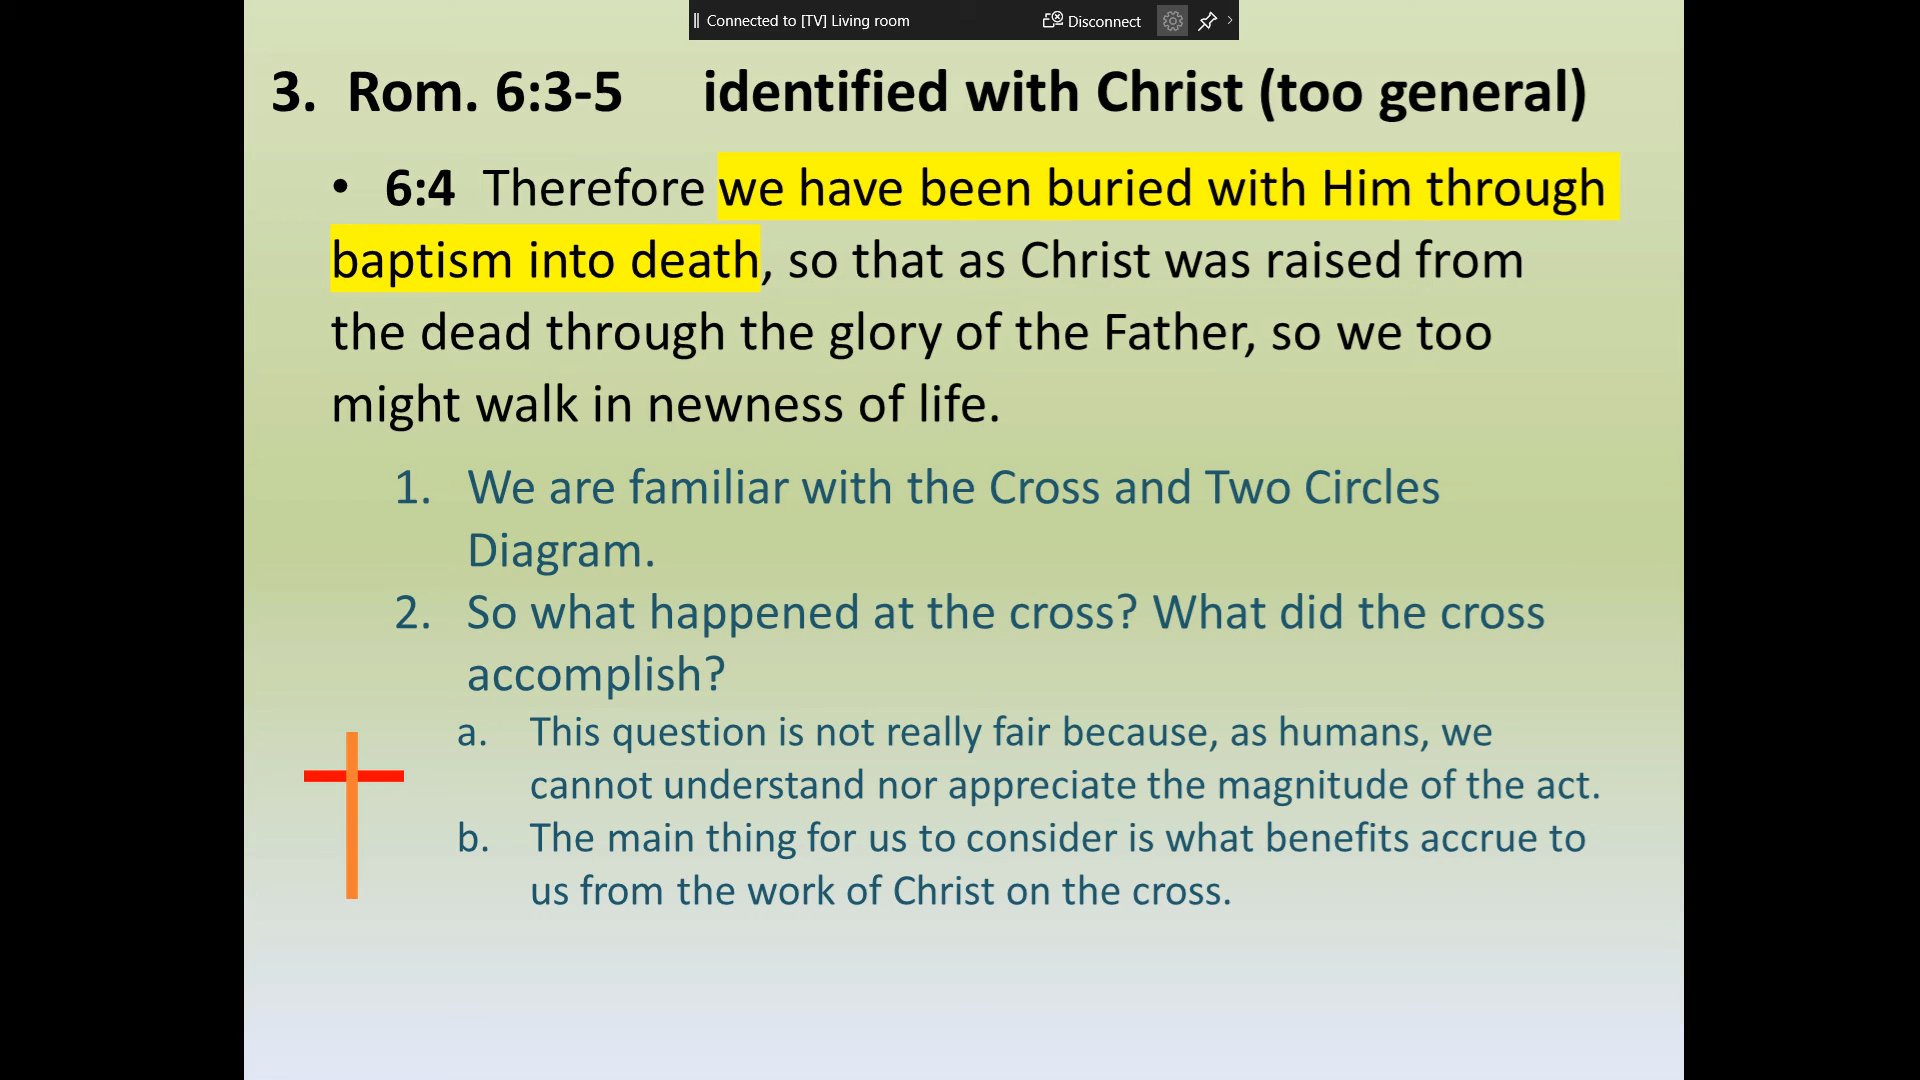 Connected to [TV] Living room Disconnect
3. Rom. 6:3-5 identified with Christ (too general)
• 6:4 Therefore we have been buried with Him through
baptism into death, so that as Christ was raised from
the dead through the glory of the Father, so we too
might walk in newness of life.
1. We are familiar with the Cross and Two Circles
Diagram.
2. So what happened at the cross? What did the cross
accomplish?
a. This question is not really fair because, as humans, we
cannot understand nor appreciate the magnitude of the act.
b. The main thing for us to consider is what benefits accrue to
us from the work of Christ on the cross.